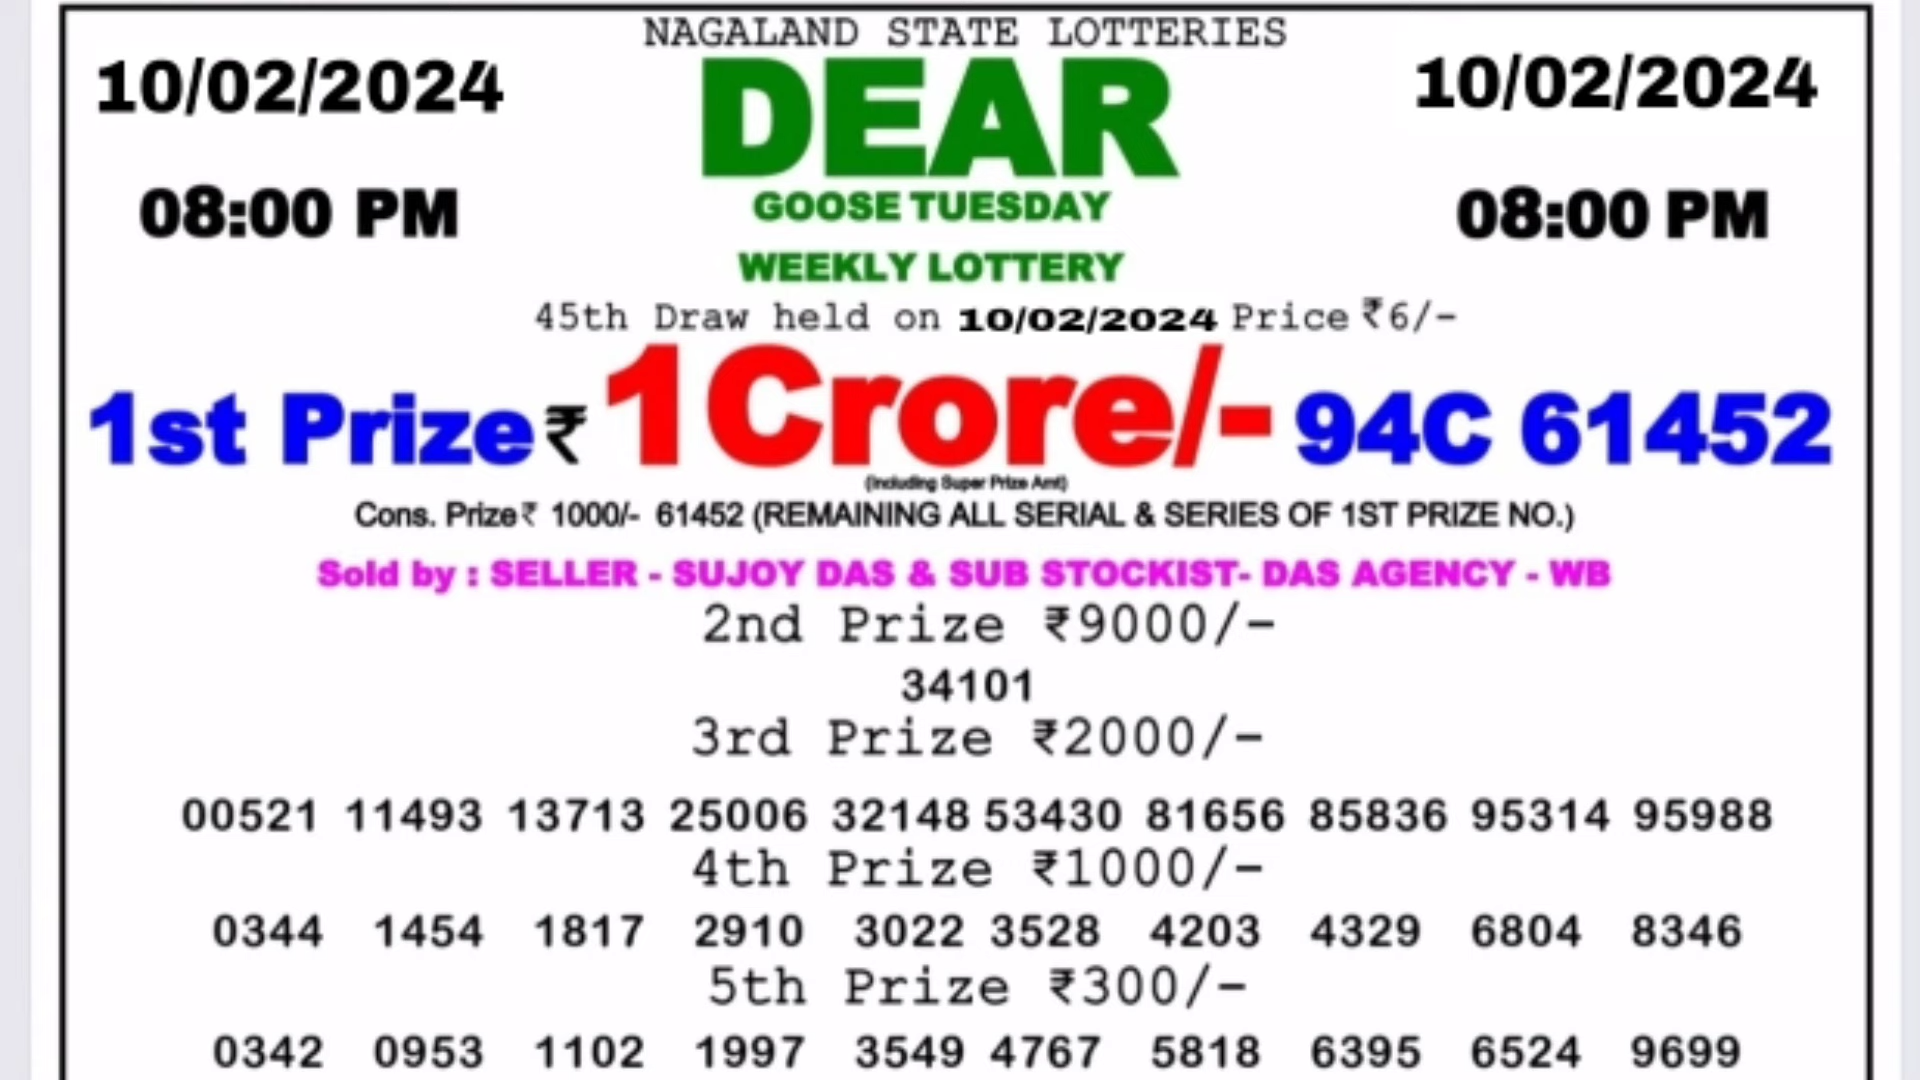 NAGALAND STATE LOTTERIES
10/02/2024 DEAR 10/02/2024
08:00 PM GOOSE TUESDAY 08:00 PM
WEEKLY LOTTERY
45th Draw held on 10/02/2024 Price ₹6/-
1st Prize ₹ 1Crore/- 94C 61452
(Including Super Prize Amt)
Cons. Prize ₹ 1000/- 61452 (REMAINING ALL SERIAL & SERIES OF 1ST PRIZE NO.)
Sold by : SELLER - SUJOY DAS & SUB STOCKIST- DAS AGENCY - WB
2nd Prize ₹9000/-
34101
3rd Prize ₹2000/-
00521 11493 13713 25006 32148 53430 81656 85836 95314 95988
4th Prize ₹1000/-
0344 1454 1817 2910 3022 3528 4203 4329 6804 8346
5th Prize ₹300/-
0342 0953 1102 1997 3549 4767 5818 6395 6524 9699